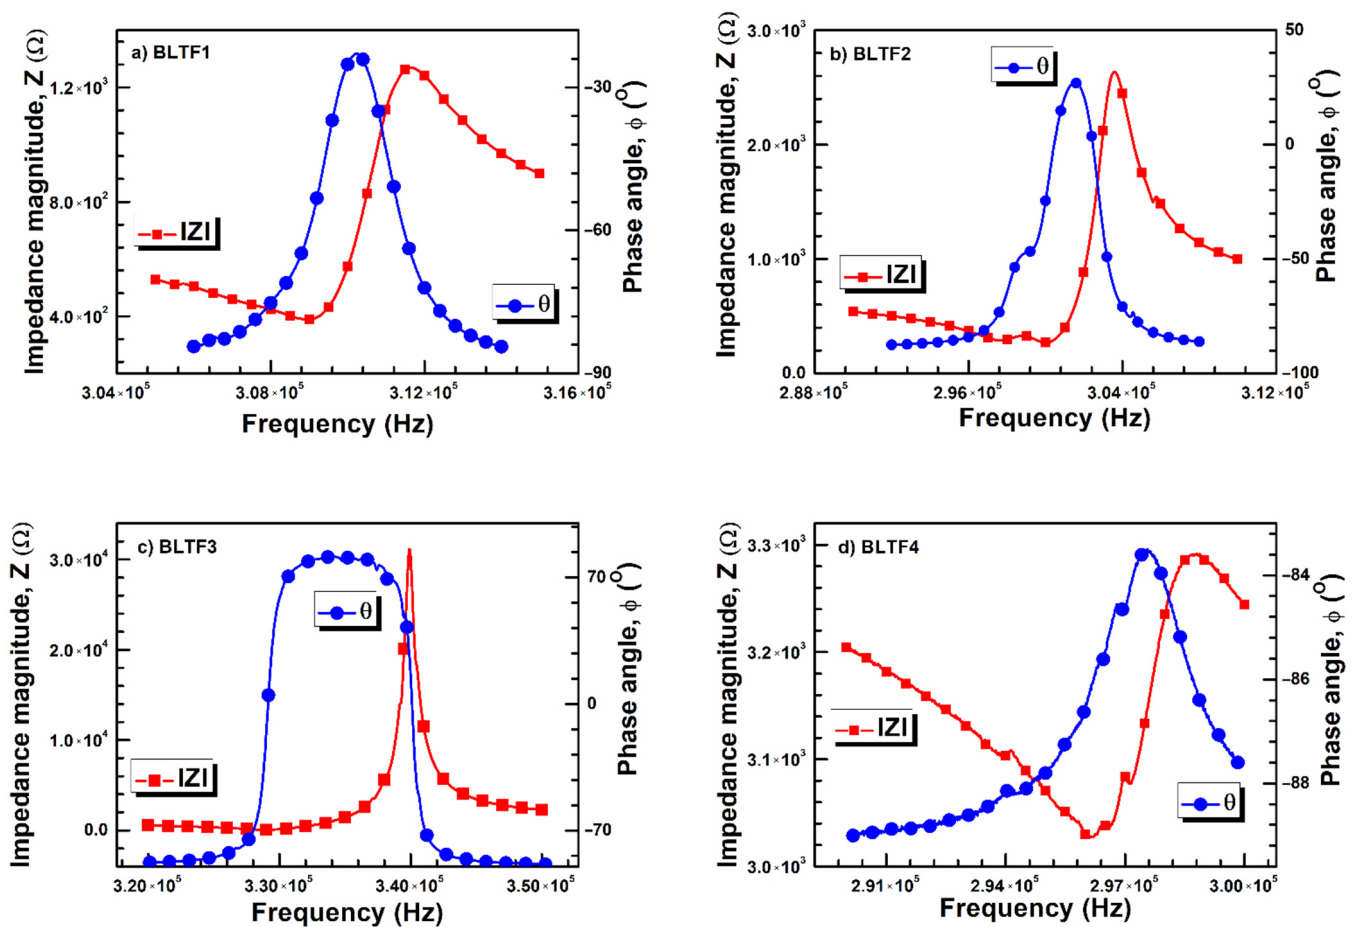 a) BLTF1
Impedance magnitude, Z (Ω)
1.2 × 10³
8.0 × 10²
4.0 × 10²
IZI
θ
−30
−60
−90
Phase angle, ϕ (O)
3.04 × 10⁵ 3.08 × 10⁵ 3.12 × 10⁵ 3.16 × 10⁵
Frequency (Hz)
b) BLTF2
Impedance magnitude, Z (Ω)
3.0 × 10³
2.0 × 10³
1.0 × 10³
0.0
θ
IZI
50
0
−50
−100
Phase angle, ϕ (O)
2.88 × 10⁵ 2.96 × 10⁵ 3.04 × 10⁵ 3.12 × 10⁵
Frequency (Hz)
c) BLTF3
Impedance magnitude, Z (Ω)
3.0 × 10⁴
2.0 × 10⁴
1.0 × 10⁴
0.0
θ
IZI
70
0
−70
Phase angle, ϕ (O)
3.20 × 10⁵ 3.30 × 10⁵ 3.40 × 10⁵ 3.50 × 10⁵
Frequency (Hz)
d) BLTF4
Impedance magnitude, Z (Ω)
3.3 × 10³
3.2 × 10³
3.1 × 10³
3.0 × 10³
IZI
θ
−84
−86
−88
Phase angle, ϕ (O)
2.91 × 10⁵ 2.94 × 10⁵ 2.97 × 10⁵ 3.00 × 10⁵
Frequency (Hz)